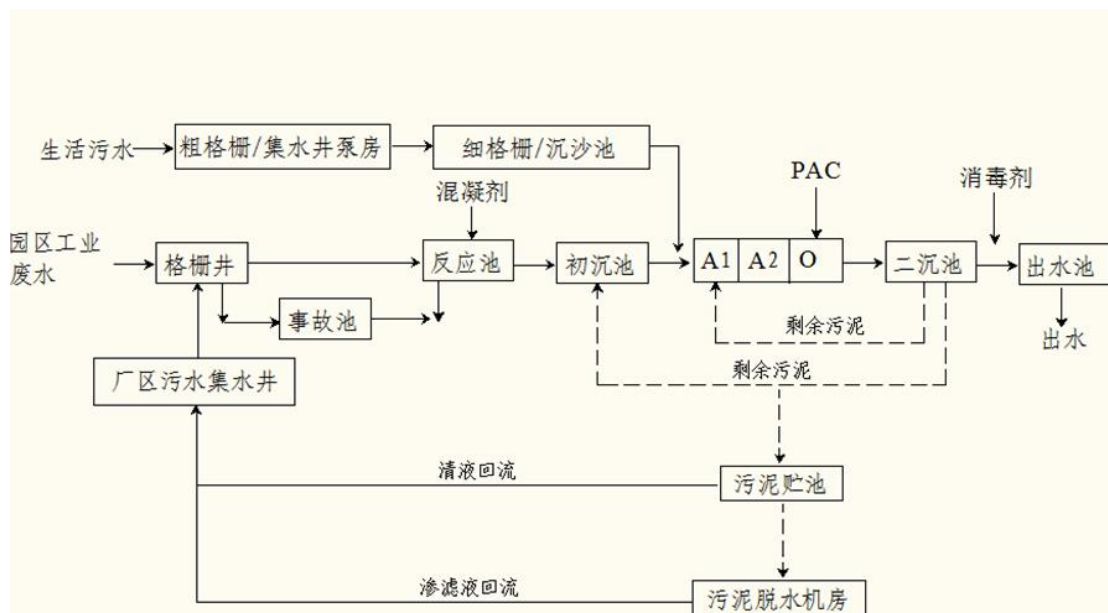 生活污水
粗格栅/集水井泵房
细格栅/沉沙池
混凝剂
PAC
消毒剂
园区工业
废水
格栅井
反应池
初沉池
A1
A2
O
二沉池
出水池
事故池
剩余污泥
出水
厂区污水集水井
剩余污泥
清液回流
污泥贮池
渗滤液回流
污泥脱水机房